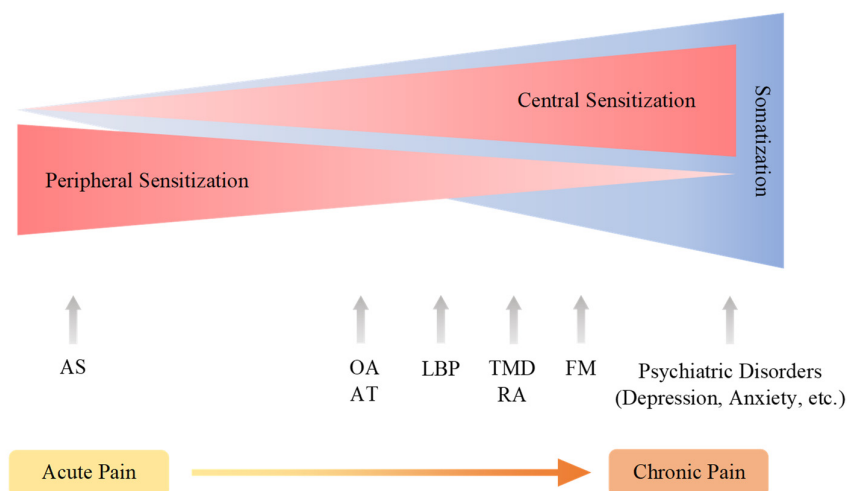 Central Sensitization
Somatization
Peripheral Sensitization
AS
OA
AT
LBP
TMD
RA
FM
Psychiatric Disorders
(Depression, Anxiety, etc.)
Acute Pain
Chronic Pain